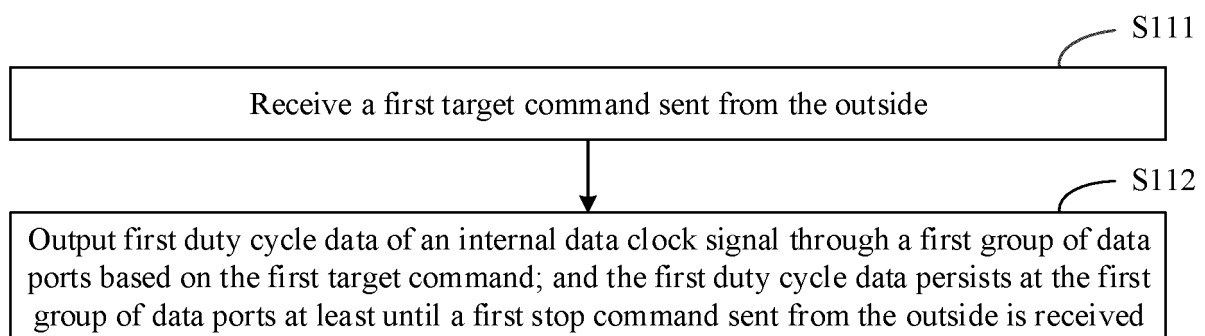 S111
Receive a first target command sent from the outside
S112
Output first duty cycle data of an internal data clock signal through a first group of data
ports based on the first target command; and the first duty cycle data persists at the first
group of data ports at least until a first stop command sent from the outside is received